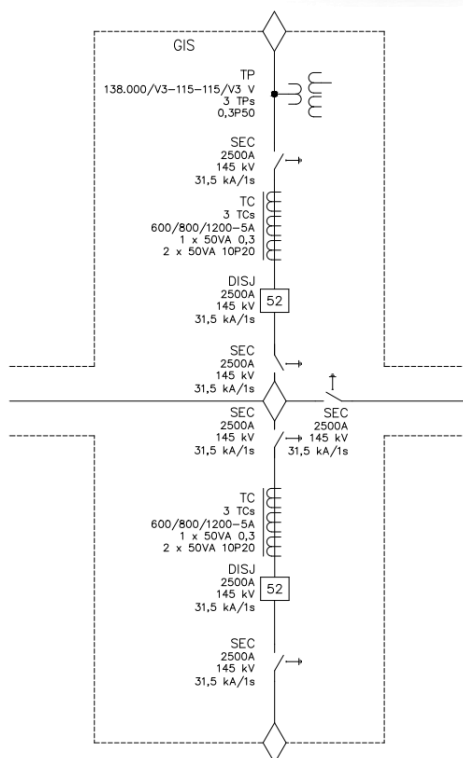 GIS
TP
138.000/V3-115-115/V3 V
3 TPs
0,3P50
SEC
2500A
145 kV
31,5 kA/1s
TC
3 TCs
600/800/1200-5A
1 x 50VA 0,3
2 x 50VA 10P20
DISJ
2500A
145 kV
31,5 kA/1s
52
SEC
2500A
145 kV
31,5 kA/1s
SEC
2500A
145 kV
31,5 kA/1s
SEC
2500A
145 kV
31,5 kA/1s
TC
3 TCs
600/800/1200-5A
1 x 50VA 0,3
2 x 50VA 10P20
DISJ
2500A
145 kV
31,5 kA/1s
52
SEC
2500A
145 kV
31,5 kA/1s